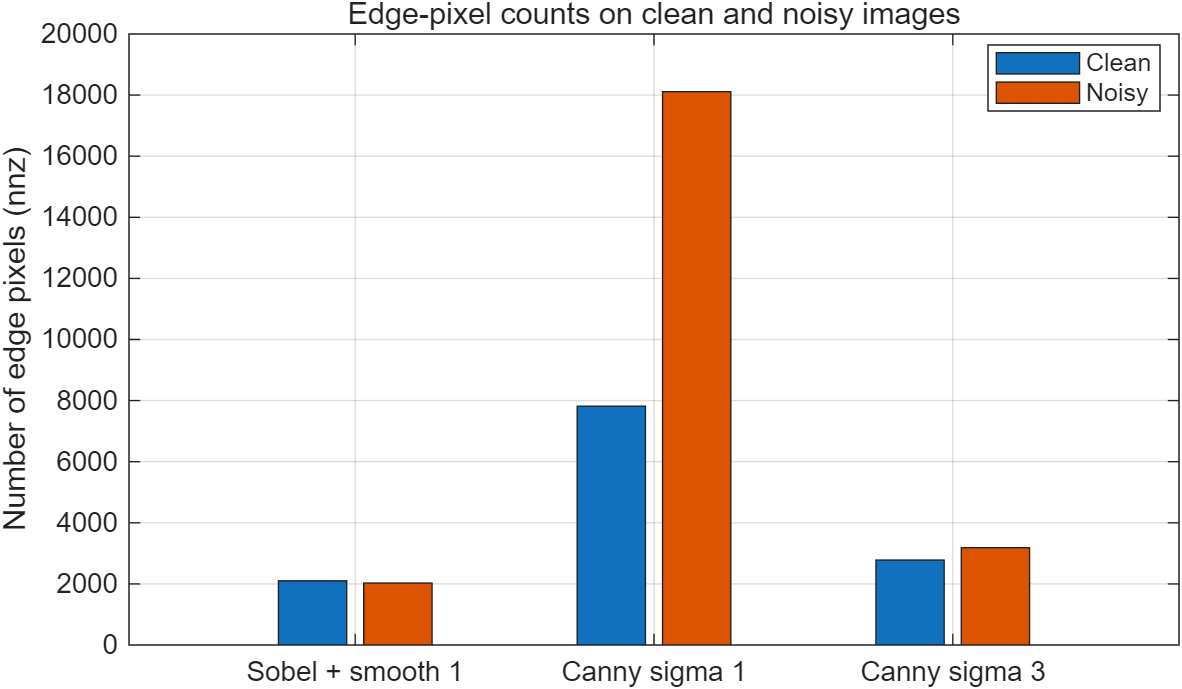 Edge-pixel counts on clean and noisy images
Number of edge pixels (nnz)
20000
18000
16000
14000
12000
10000
8000
6000
4000
2000
0
Clean
Noisy
Sobel + smooth 1
Canny sigma 1
Canny sigma 3